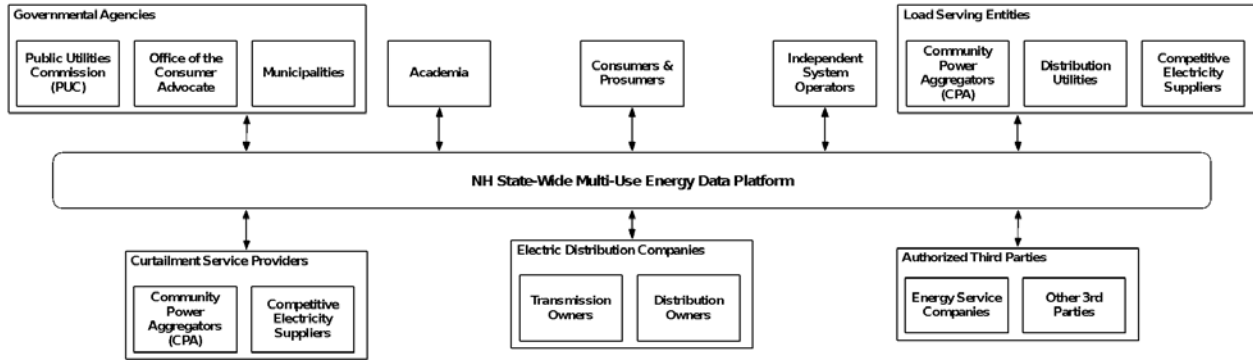 Governmental Agencies
Public Utilities
Commission
(PUC)
Office of the
Consumer
Advocate
Municipalities
Academia
Consumers &
Prosumers
Independent
System
Operators
Load Serving Entities
Community
Power
Aggregators
(CPA)
Distribution
Utilities
Competitive
Electricity
Suppliers
NH State-Wide Multi-Use Energy Data Platform
Curtailment Service Providers
Community
Power
Aggregators
(CPA)
Competitive
Electricity
Suppliers
Electric Distribution Companies
Transmission
Owners
Distribution
Owners
Authorized Third Parties
Energy Service
Companies
Other 3rd
Parties